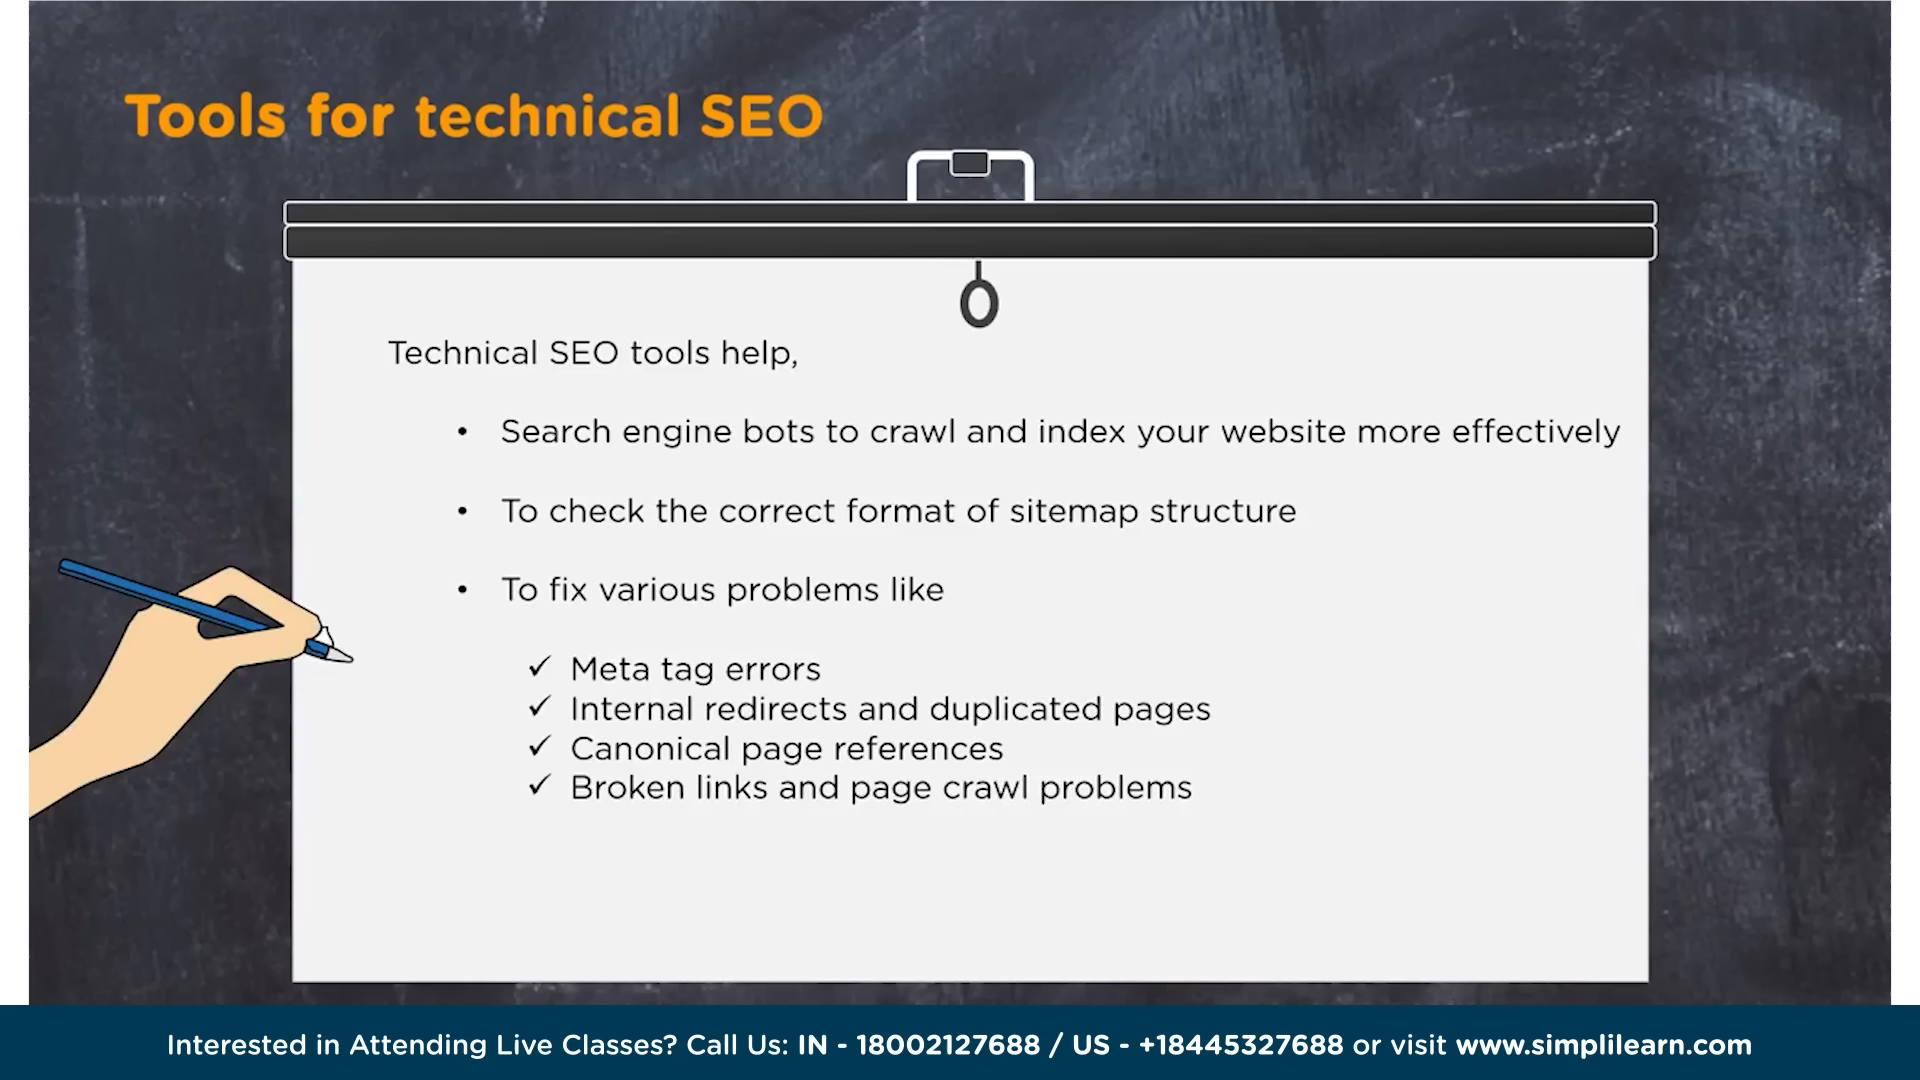 Tools for technical SEO
Technical SEO tools help,
• Search engine bots to crawl and index your website more effectively
• To check the correct format of sitemap structure
• To fix various problems like
✓ Meta tag errors
✓ Internal redirects and duplicated pages
✓ Canonical page references
✓ Broken links and page crawl problems
Interested in Attending Live Classes? Call Us: IN - 18002127688 / US - +18445327688 or visit www.simplilearn.com